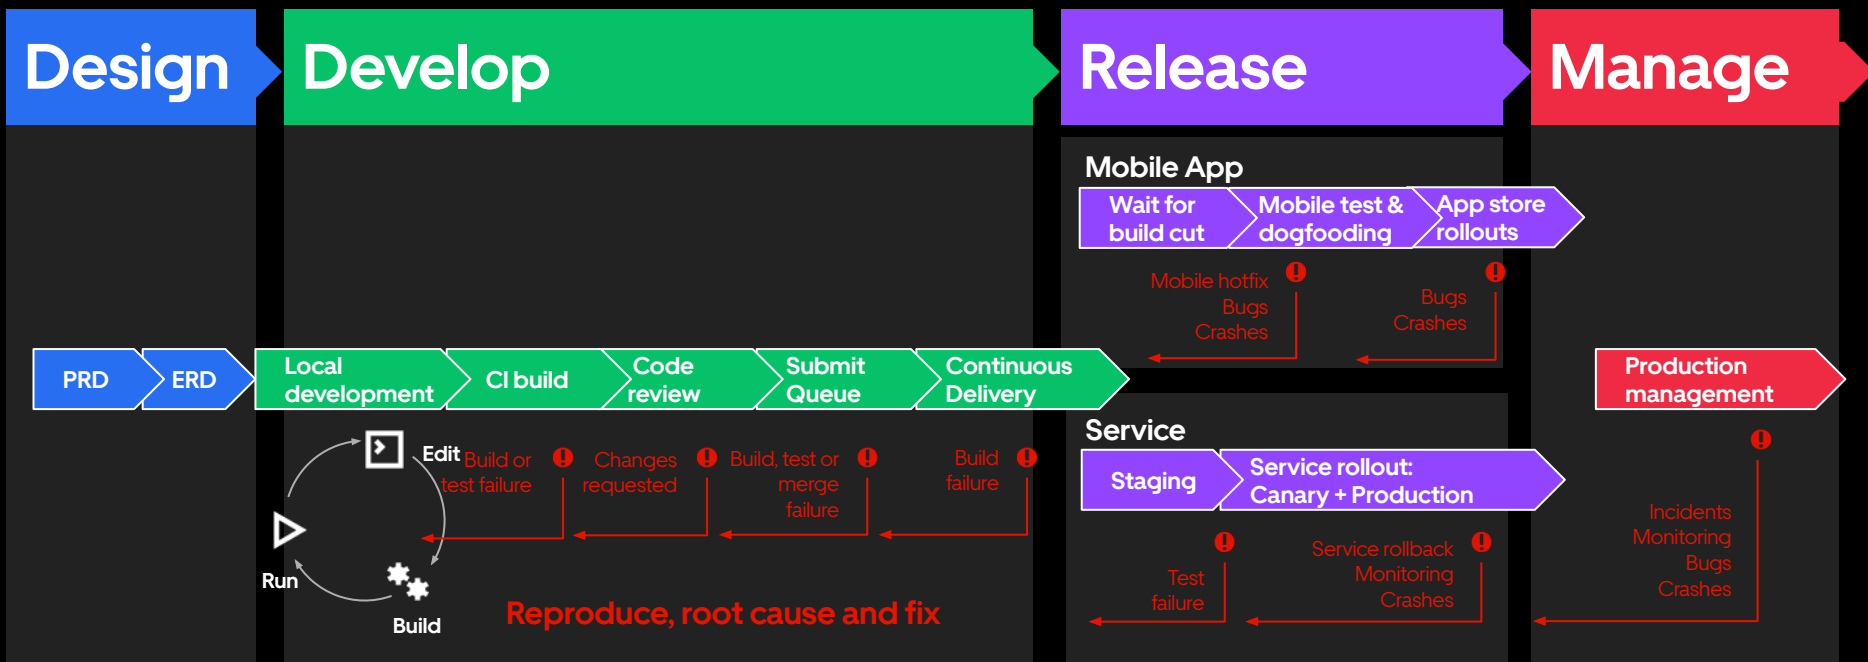 Design
Develop
Release
Manage
Mobile App
Wait for
build cut
Mobile test &
dogfooding
App store
rollouts
Mobile hotfix
Bugs
Crashes
Bugs
Crashes
PRD
ERD
Local
development
CI build
Code
review
Submit
Queue
Continuous
Delivery
Production
management
Edit
Run
Build
Build or
test failure
Changes
requested
Build, test or
merge
failure
Build
failure
Reproduce, root cause and fix
Service
Staging
Service rollout:
Canary + Production
Test
failure
Service rollback
Monitoring
Crashes
Incidents
Monitoring
Bugs
Crashes